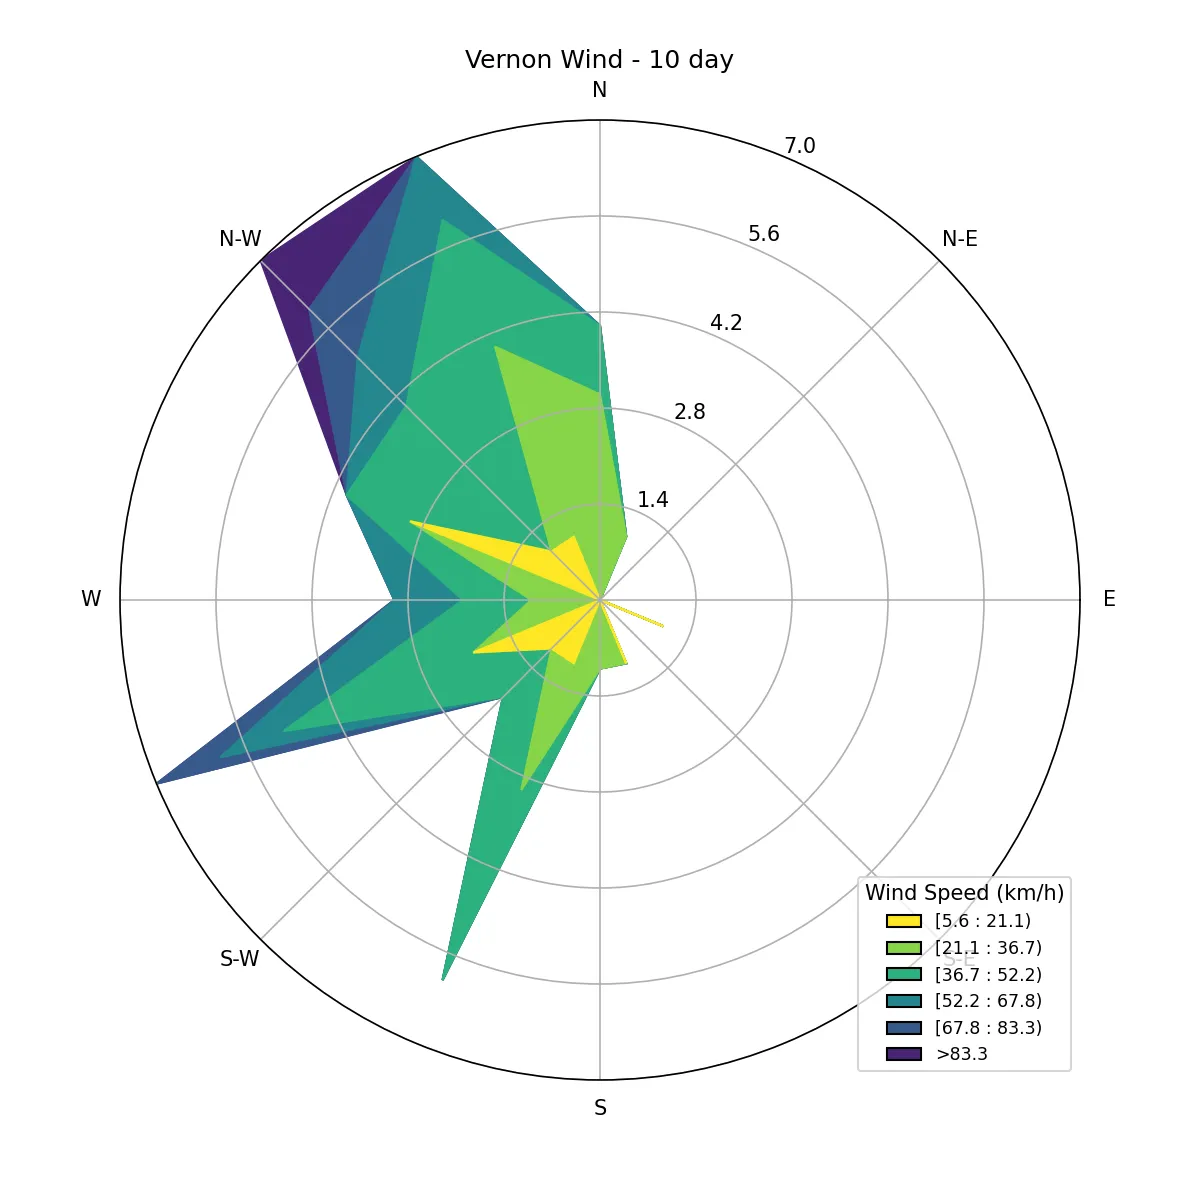 Vernon Wind - 10 day
N
7.0
N-W
5.6
N-E
4.2
2.8
1.4
W
E
Wind Speed (km/h)
[5.6 : 21.1)
[21.1 : 36.7)
S-W
S-E
[36.7 : 52.2)
[52.2 : 67.8)
[67.8 : 83.3)
>83.3
S